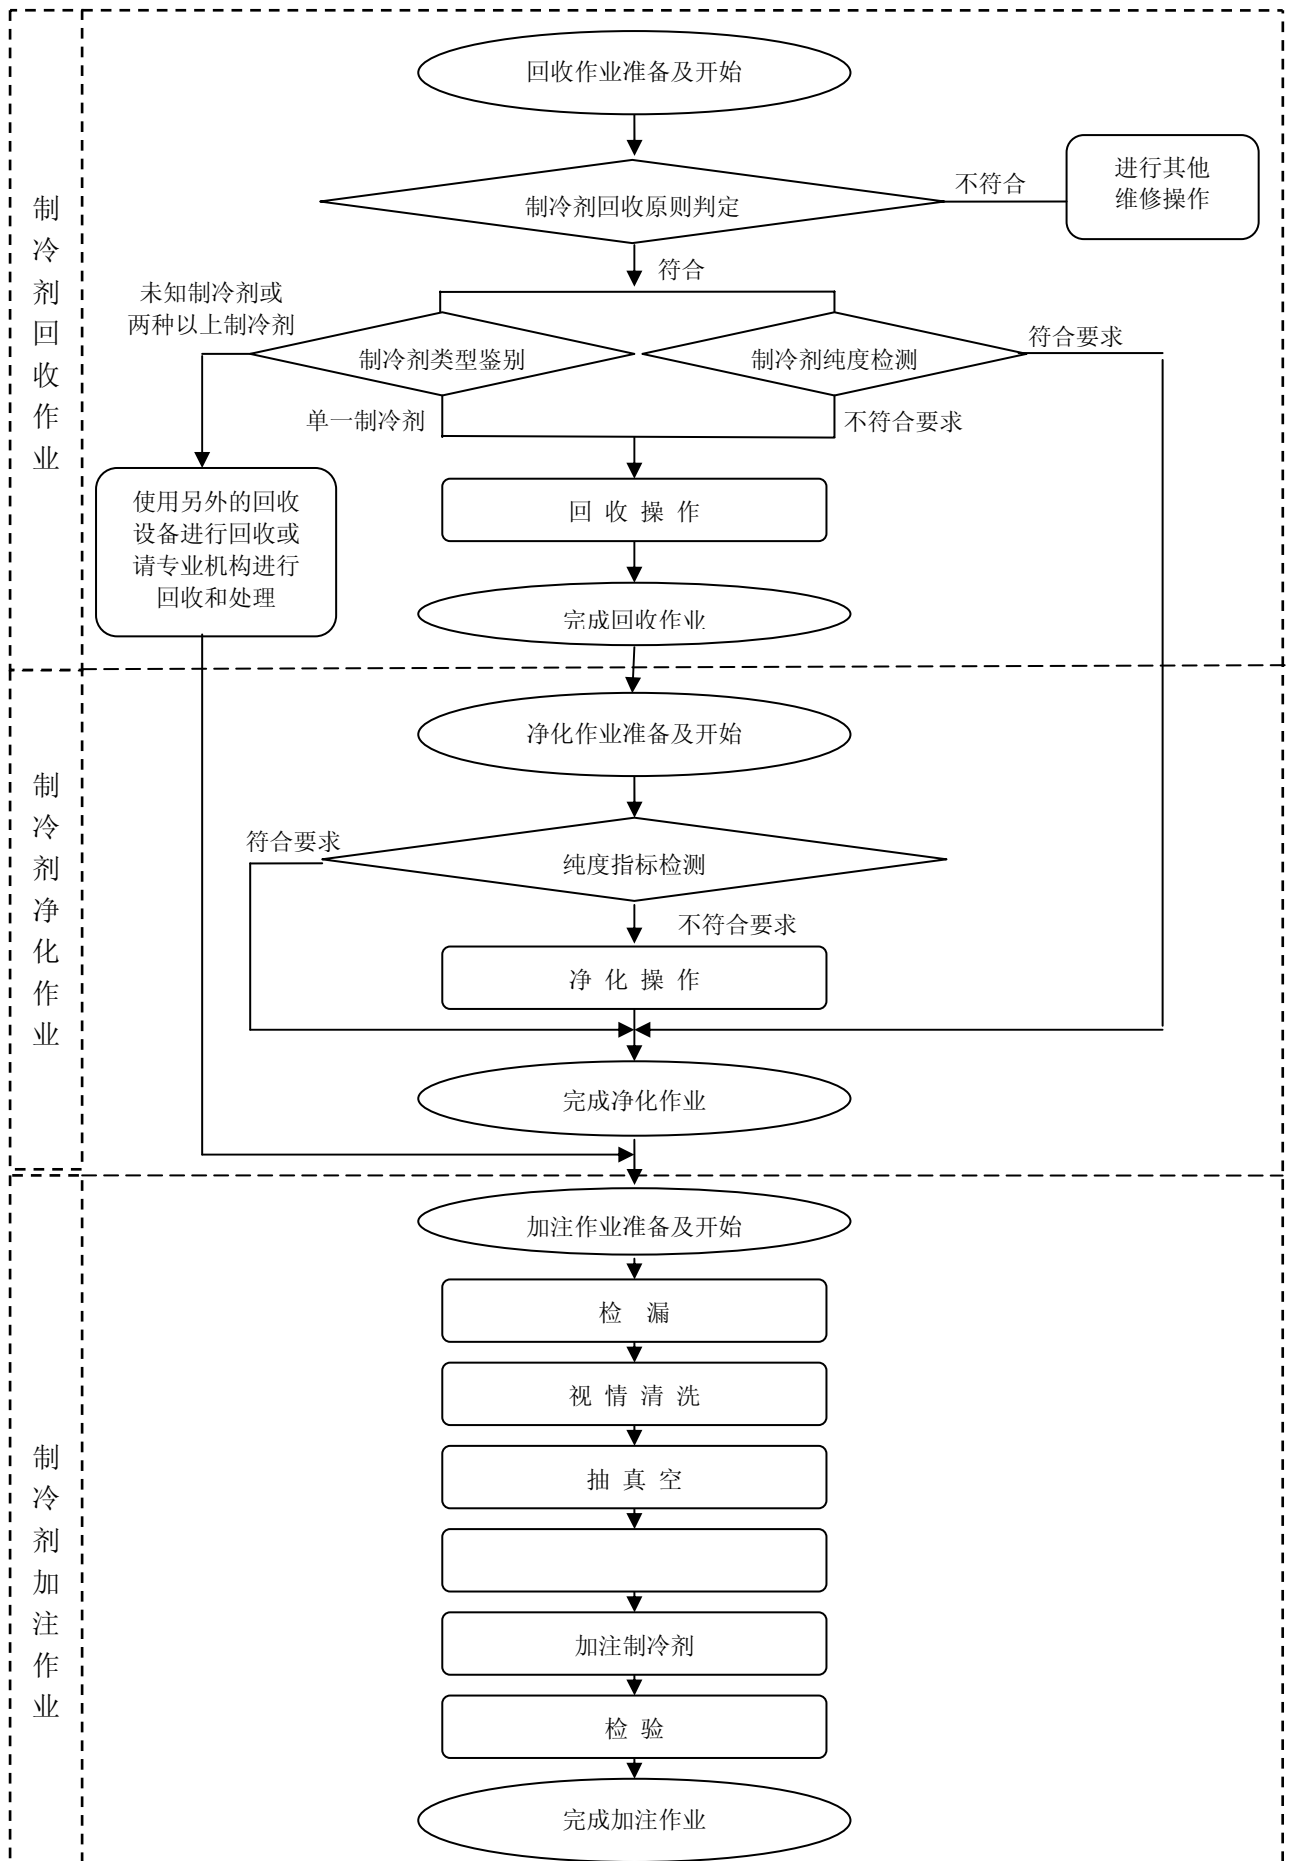 制冷剂回收作业
回收作业准备及开始
制冷剂回收原则判定
不符合
进行其他
维修操作
符合
未知制冷剂或
两种以上制冷剂
制冷剂类型鉴别
制冷剂纯度检测
符合要求
单一制冷剂
不符合要求
使用另外的回收
设备进行回收或
请专业机构进行
回收和处理
回收操作
完成回收作业
制冷剂净化作业
净化作业准备及开始
符合要求
纯度指标检测
不符合要求
净化操作
完成净化作业
制冷剂加注作业
加注作业准备及开始
检 漏
视情清洗
抽真空
加注制冷剂
检验
完成加注作业